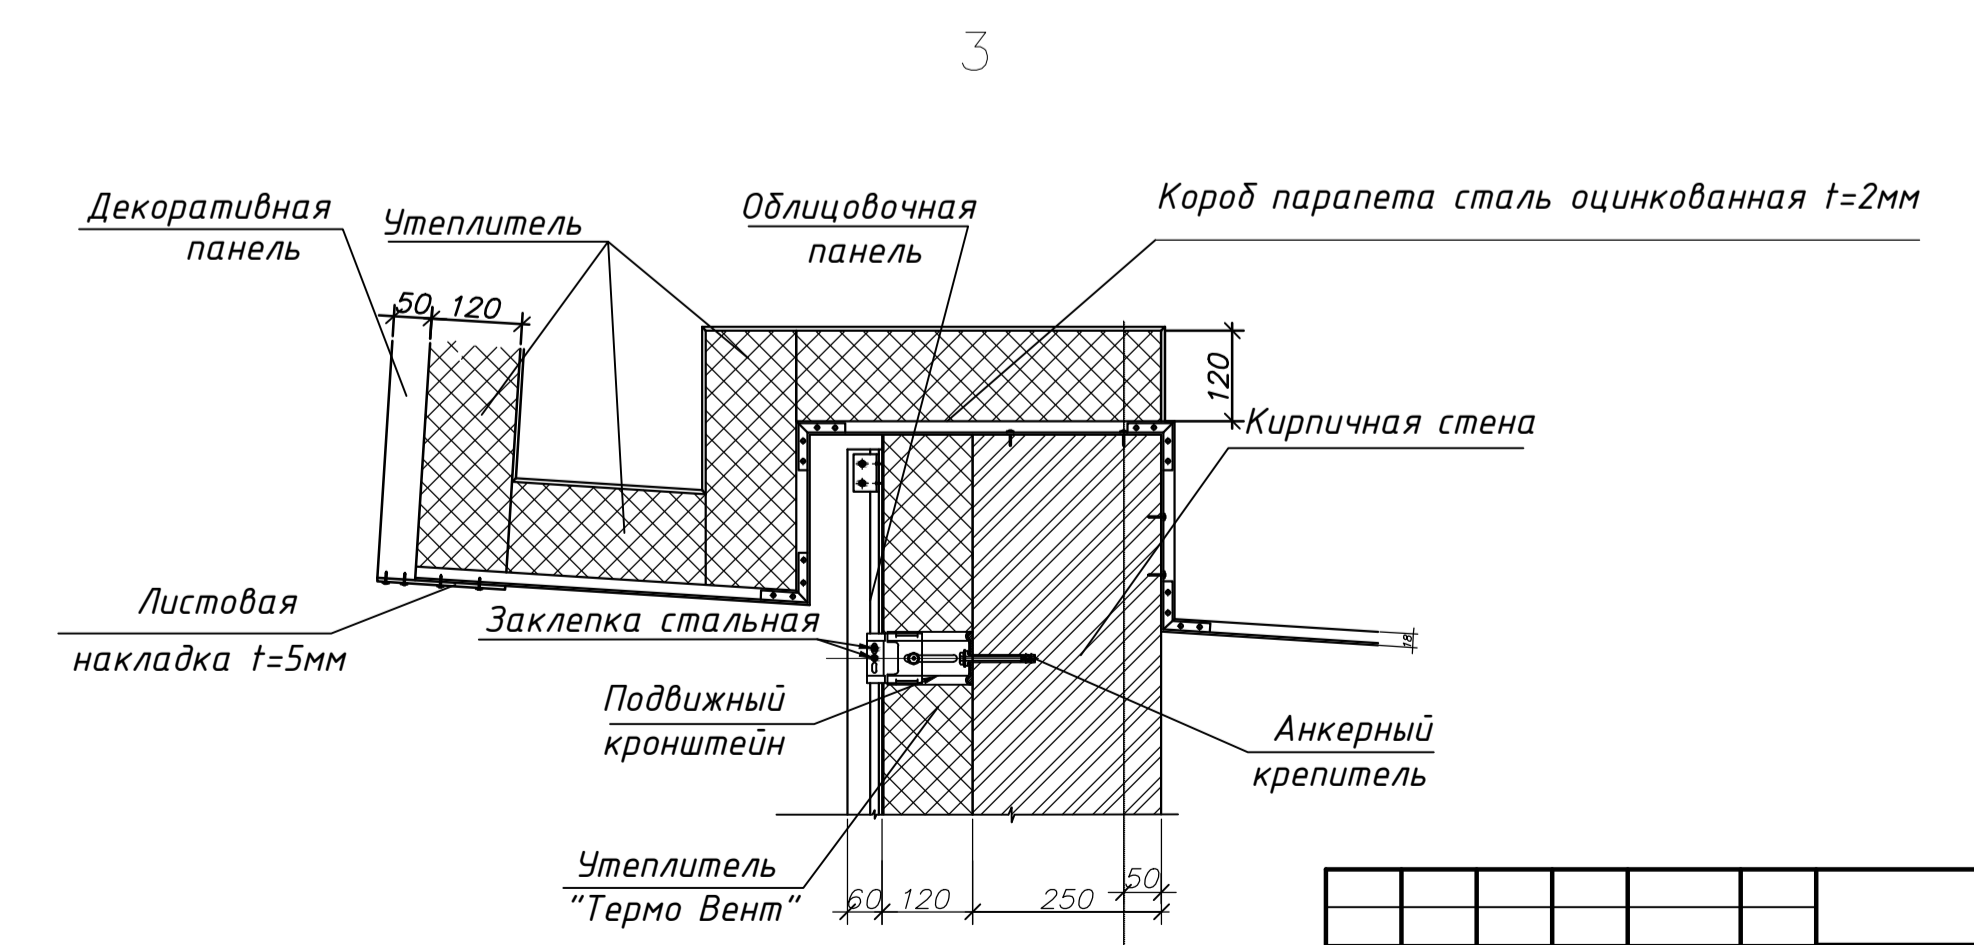 3
Декоративная
панель
Утеплитель
Облицовочная
панель
Короб парапета сталь оцинкованная t=2мм
50 120
120
Кирпичная стена
Листовая
накладка t=5мм
Заклепка стальная
18
Подвижный
кронштейн
Анкерный
крепитель
Утеплитель
"Термо Вент"
60 120 250 50